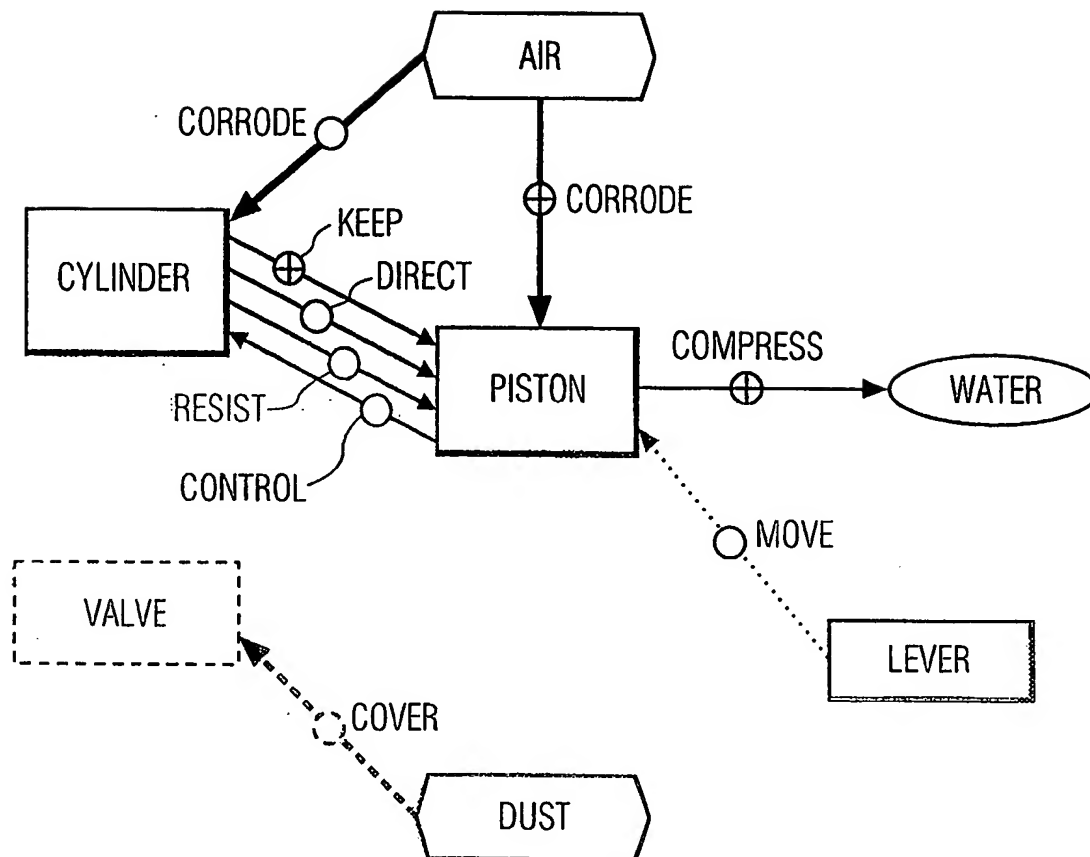 AIR
CORRODE
CORRODE
KEEP
CYLINDER
DIRECT
COMPRESS
PISTON
WATER
RESIST
CONTROL
MOVE
VALVE
LEVER
COVER
DUST